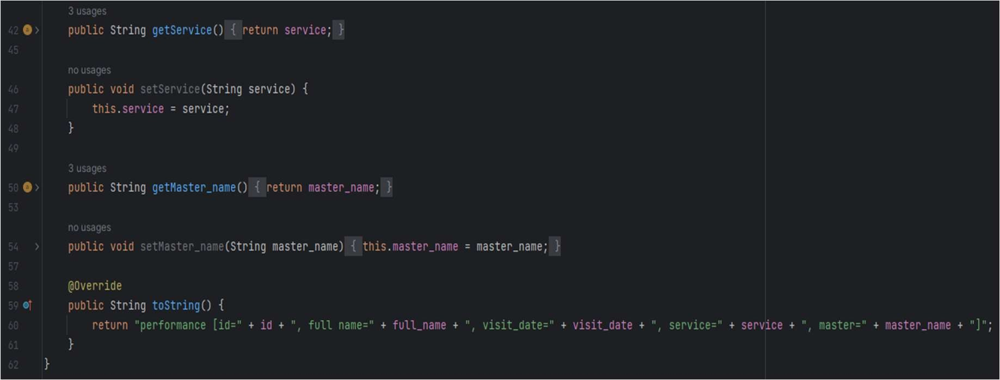 3 usages
42 public String getService() { return service; }
45
no usages
46 public void setService(String service) {
47 this.service = service;
48 }
49
3 usages
50 public String getMaster_name() { return master_name; }
53
no usages
54 public void setMaster_name(String master_name) { this.master_name = master_name; }
57
58 @Override
59 public String toString() {
60 return "performance [id=" + id + ", full name=" + full_name + ", visit_date=" + visit_date + ", service=" + service + ", master=" + master_name + "]";
61 }
62 }